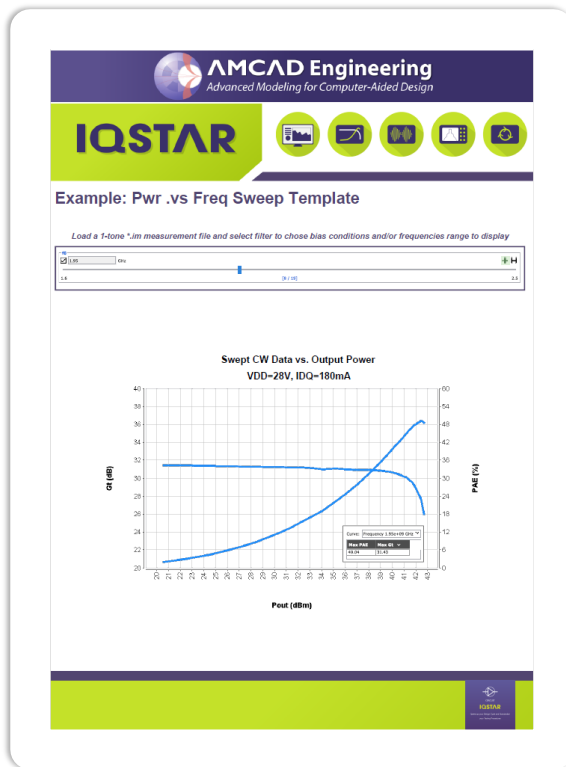 AMCAD Engineering
Advanced Modeling for Computer-Aided Design
IQSTAR
Example: Pwr .vs Freq Sweep Template
Load a 1-tone *.im measurement file and select filter to chose bias conditions and/or frequencies range to display
1.95 GHz
1.6 [8 / 19] 2.5
Swept CW Data vs. Output Power
VDD=28V, IDQ=180mA
Gt (dB)
40
38
36
34
32
30
28
26
24
22
20
PAE (%)
60
54
48
42
36
30
24
18
12
6
0
Curve: Frequency 1.95e+09 GHz
Max PAE Max Gt
49.04 31.45
20 21 22 23 24 25 26 27 28 29 30 31 32 33 34 35 36 37 38 39 40 41 42 43
Pout (dBm)
IQSTAR